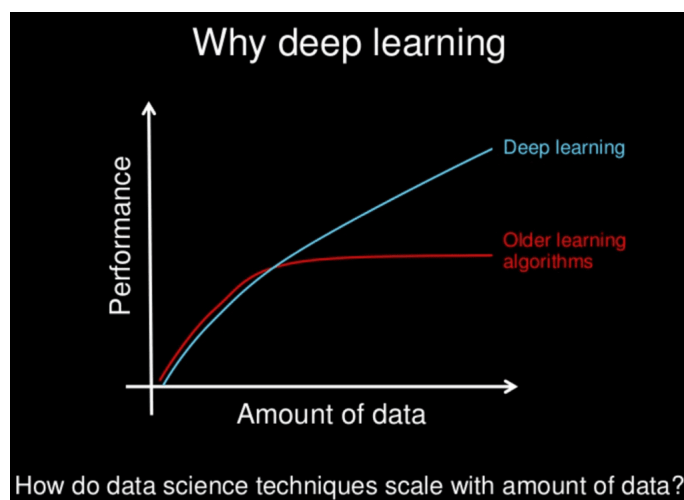 Why deep learning
Performance
Deep learning
Older learning
algorithms
Amount of data
How do data science techniques scale with amount of data?